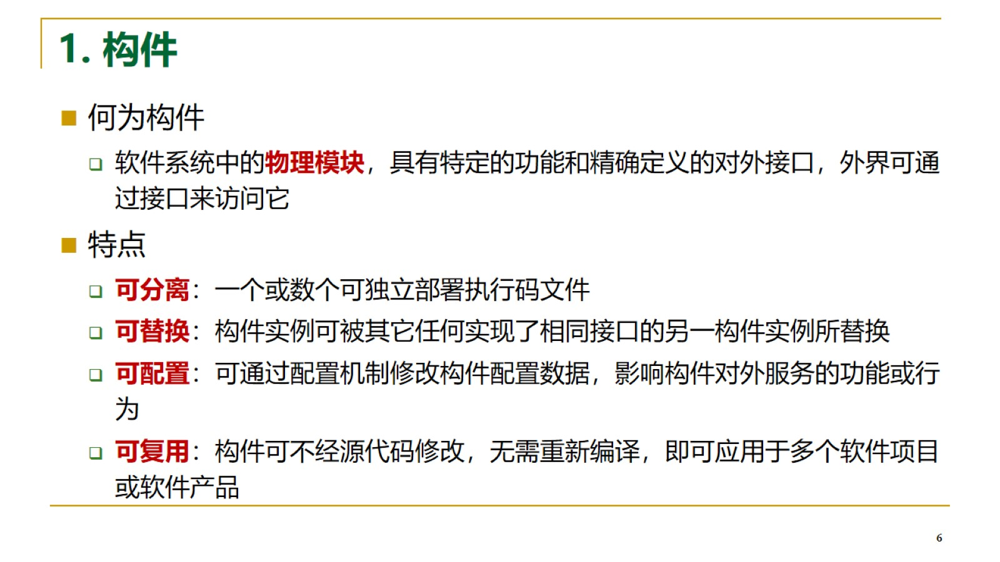 1. 构件
何为构件
软件系统中的物理模块，具有特定的功能和精确定义的对外接口，外界可通
过接口来访问它
特点
可分离：一个或数个可独立部署执行码文件
可替换：构件实例可被其它任何实现了相同接口的另一构件实例所替换
可配置：可通过配置机制修改构件配置数据，影响构件对外服务的功能或行
为
可复用：构件可不经源代码修改，无需重新编译，即可应用于多个软件项目
或软件产品
6